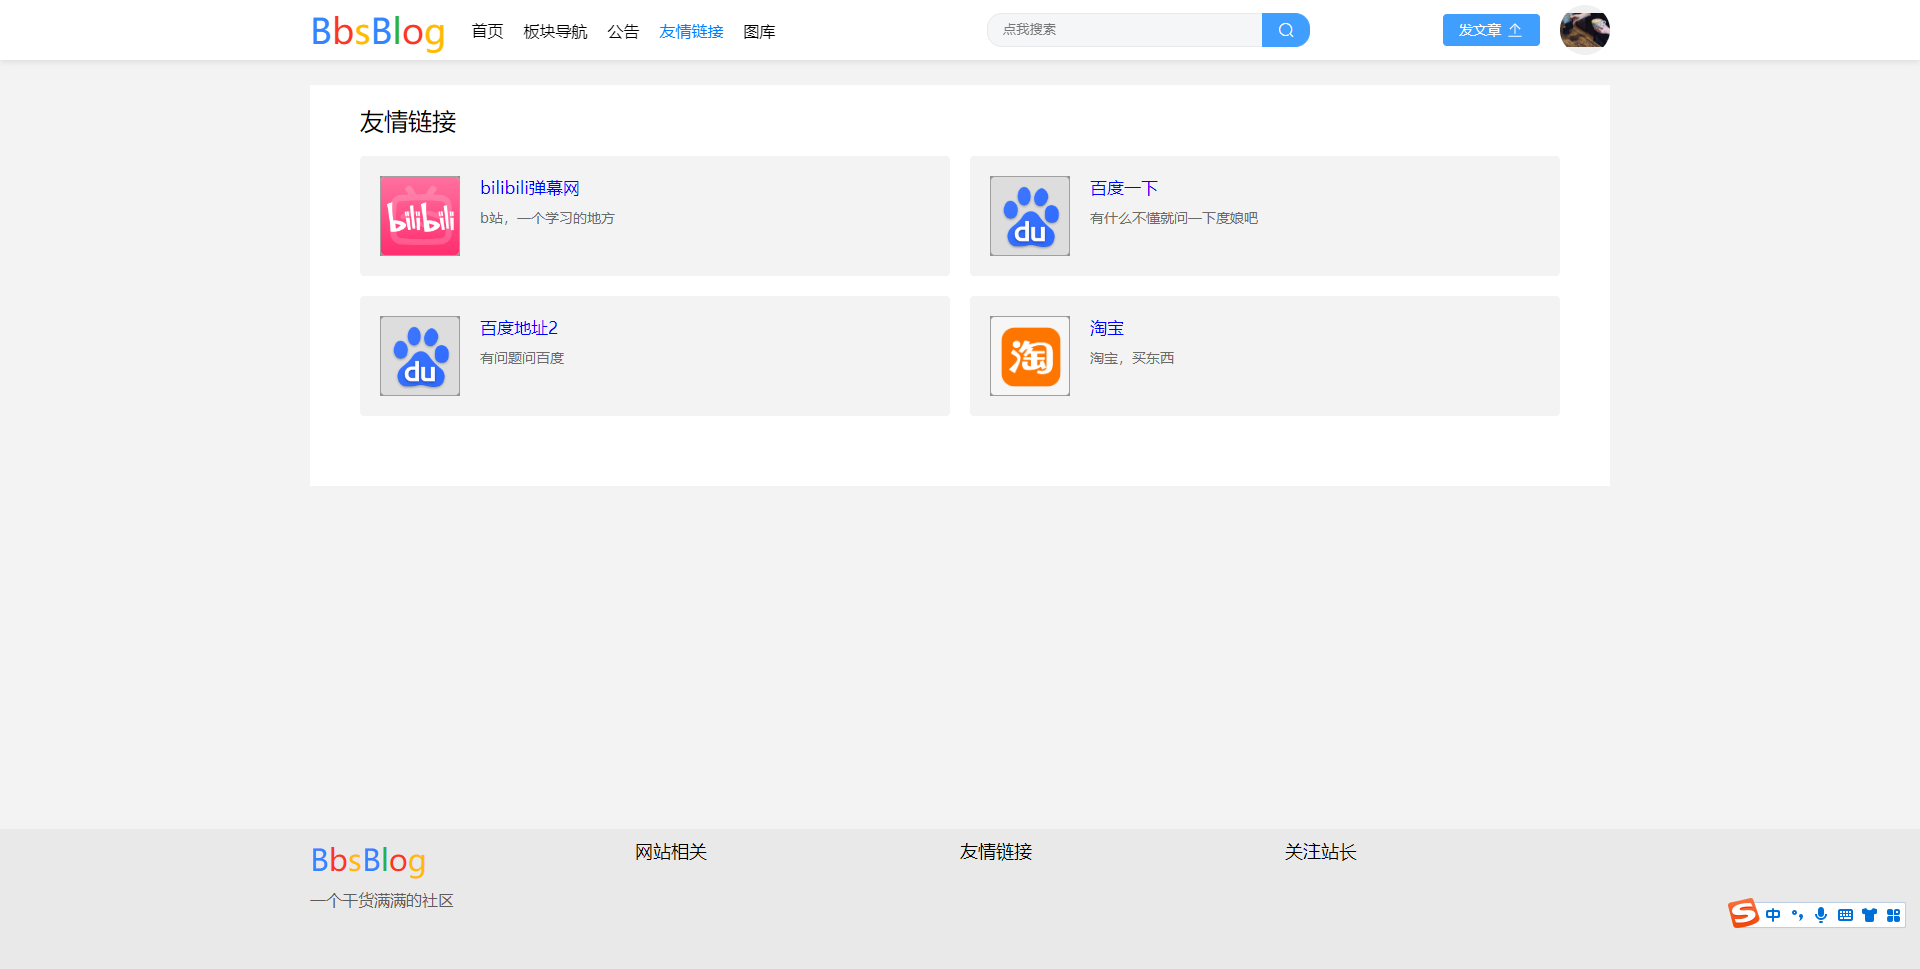 BbsBlog 首页 板块导航 公告 友情链接 图库 点我搜索 发文章
友情链接
bilibili
bilibili弹幕网
b站，一个学习的地方
du
百度一下
有什么不懂就问一下度娘吧
du
百度地址2
有问题问百度
淘
淘宝
淘宝，买东西
BbsBlog
一个干货满满的社区
网站相关
友情链接
关注站长
S 中